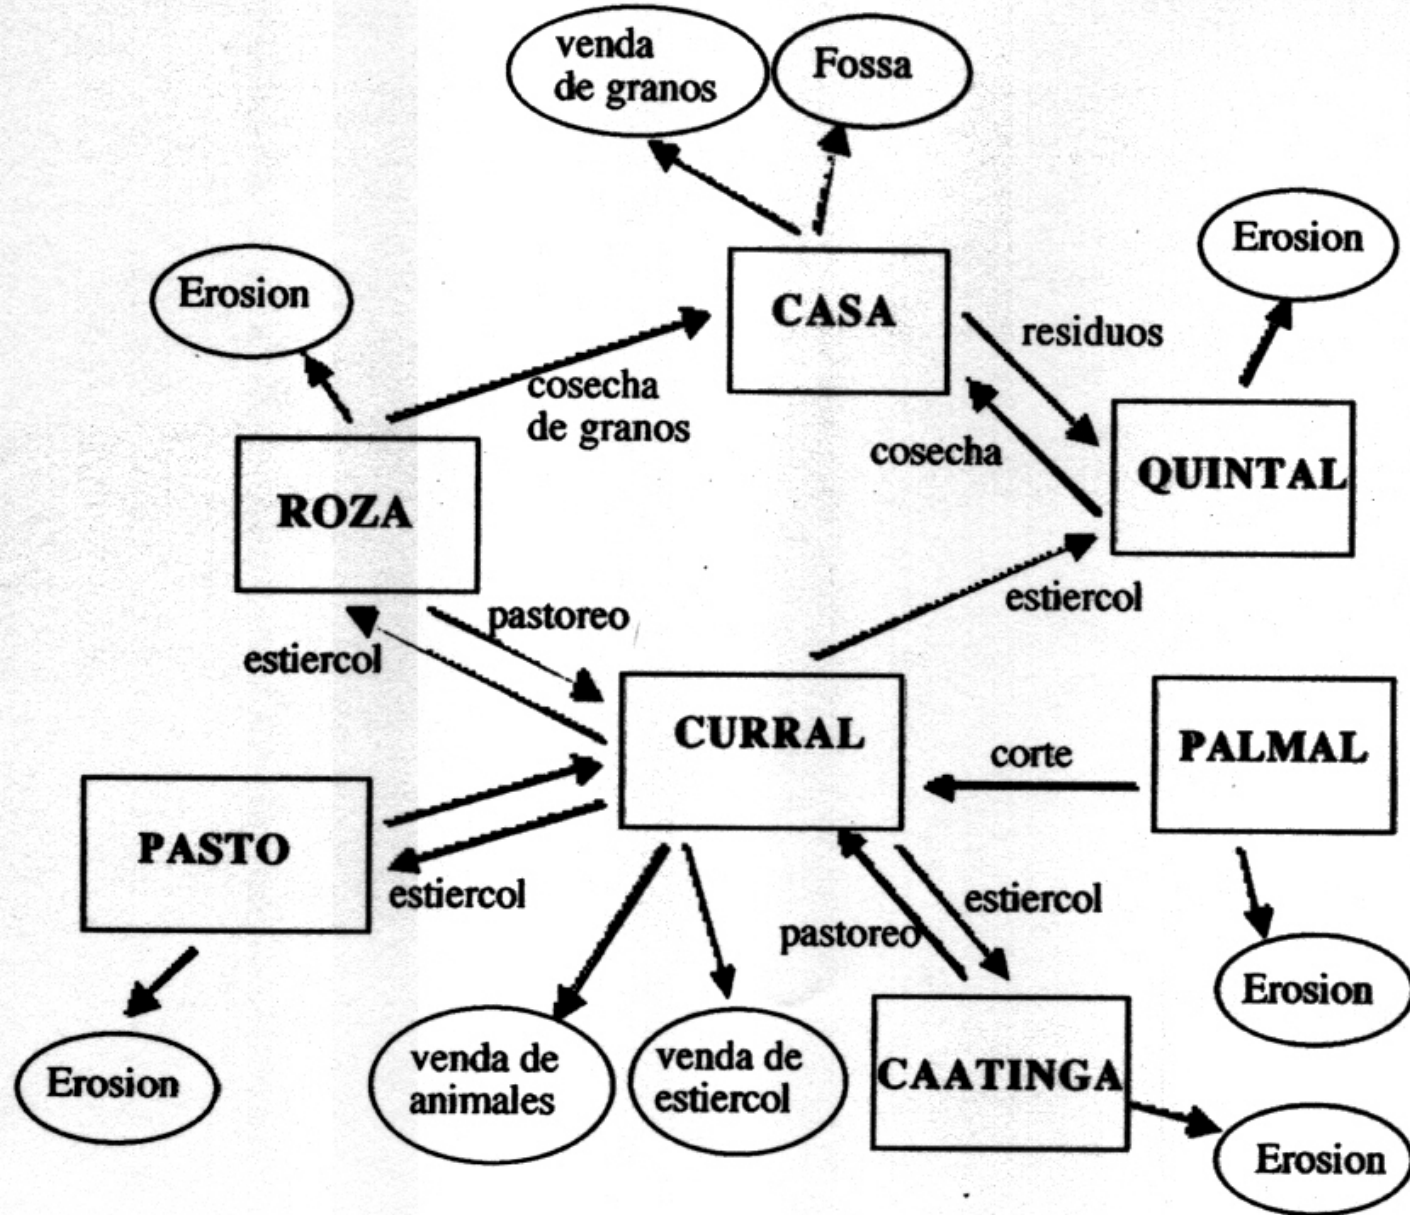 venda
de granos
Fossa
Erosion
Erosion
CASA
residuos
cosecha
de granos
cosecha
QUINTAL
ROZA
estiercol
pastoreo
estiercol
CURRAL
corte
PALMAL
PASTO
estiercol
estiercol
pastoreo
Erosion
venda de
animales
venda de
estiercol
CAATINGA
Erosion
Erosion